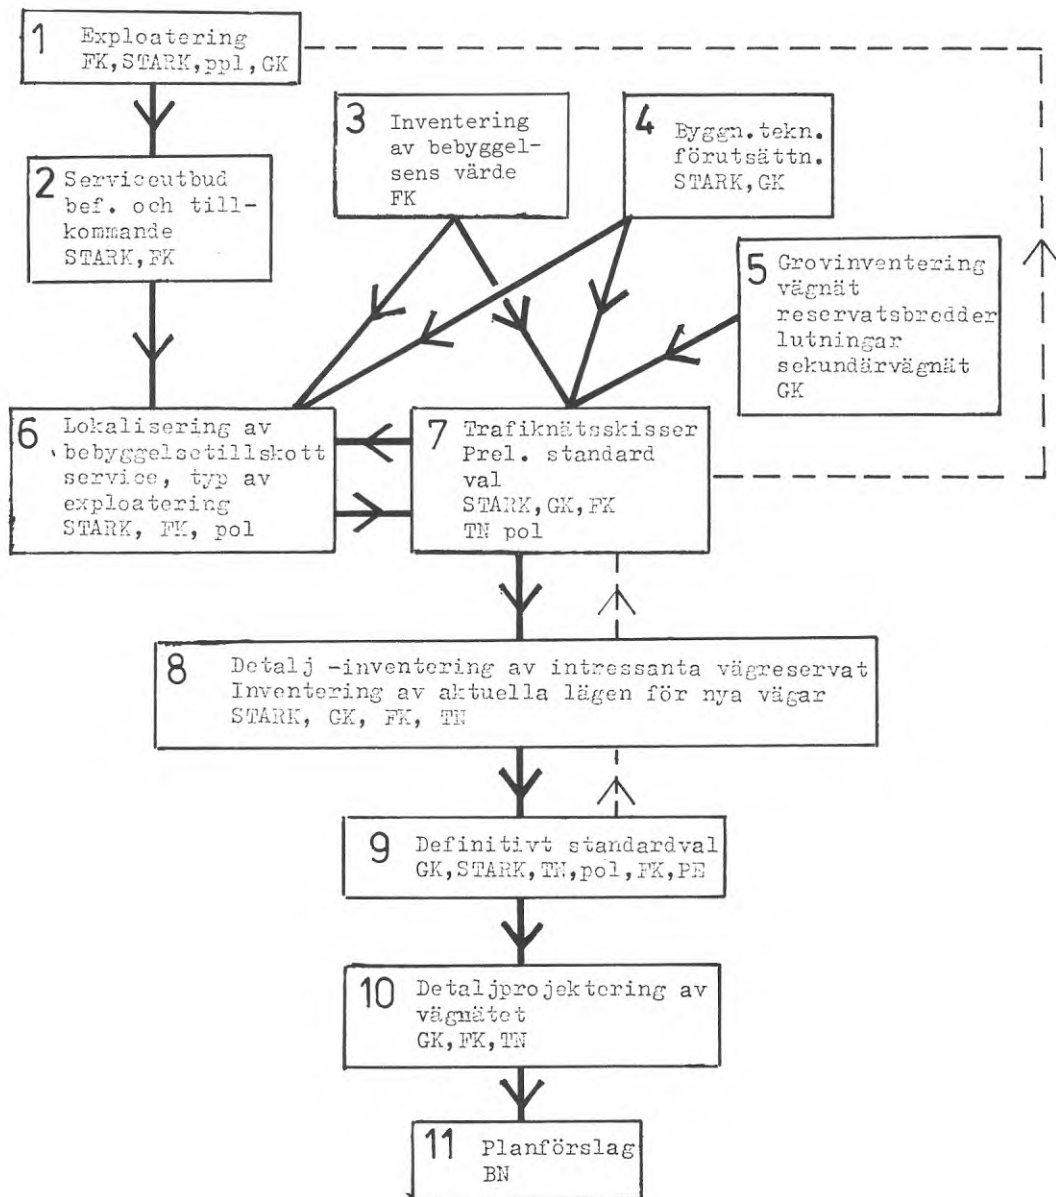 1 Exploatering
FK,STARK,ppl,GK
2 Serviceutbud
bef. och till-
kommande
STARK,FK
3 Inventering
av bebyggel-
sens värde
FK
4 Byggn.tekn.
förutsättn.
STARK,GK
5 Grovinventering
vägnät
reservatsbredder
lutningar
sekundärvägnät
GK
6 Lokalisering av
bebyggelsetillskott
service, typ av
exploatering
STARK, FK, pol
7 Trafiknätsskisser
Prel. standard
val
STARK,GK,FK
TN pol
8 Detalj -inventering av intressanta vägreservat
Inventering av aktuella lägen för nya vägar
STARK, GK, FK, TN
9 Definitivt standardval
GK,STARK,TN,pol,FK,PE
10 Detaljprojektering av
vägnätet
GK,FK,TN
11 Planförslag
BN